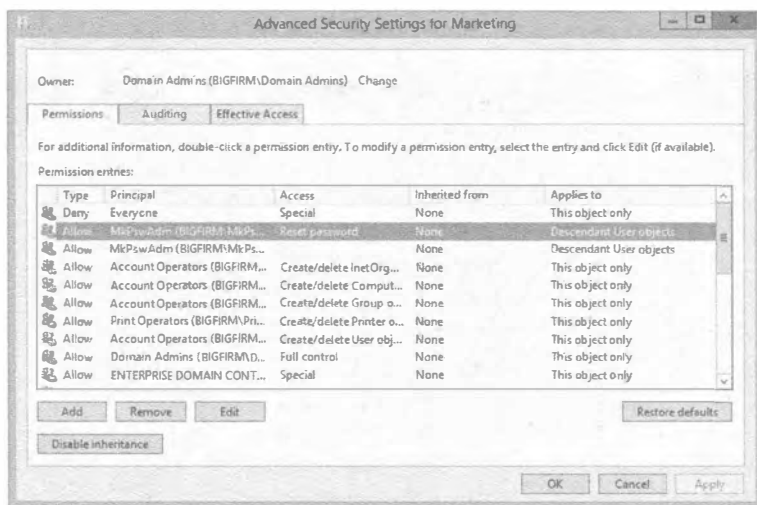 Advanced Security Settings for Marketing
Owner: Domain Admins (BIGFIRM\Domain Admins) Change
Permissions Auditing Effective Access
For additional information, double-click a permission entry. To modify a permission entry, select the entry and click Edit (if available).
Permission entries:
Type Principal Access Inherited from Applies to
Deny Everyone Special None This object only
Allow MkPswAdm (BIGFIRM\MkPs... Reset password None Descendant User objects
Allow MkPswAdm (BIGFIRM\MkPs... None Descendant User objects
Allow Account Operators (BIGFIRM... Create/delete InetOrg... None This object only
Allow Account Operators (BIGFIRM... Create/delete Comput... None This object only
Allow Account Operators (BIGFIRM... Create/delete Group o... None This object only
Allow Print Operators (BIGFIRM\Pri... Create/delete Printer o... None This object only
Allow Account Operators (BIGFIRM... Create/delete User obj... None This object only
Allow Domain Admins (BIGFIRM\D... Full control None This object only
Allow ENTERPRISE DOMAIN CONT... Special None This object only
Add Remove Edit Restore defaults
Disable inheritance
OK Cancel Apply